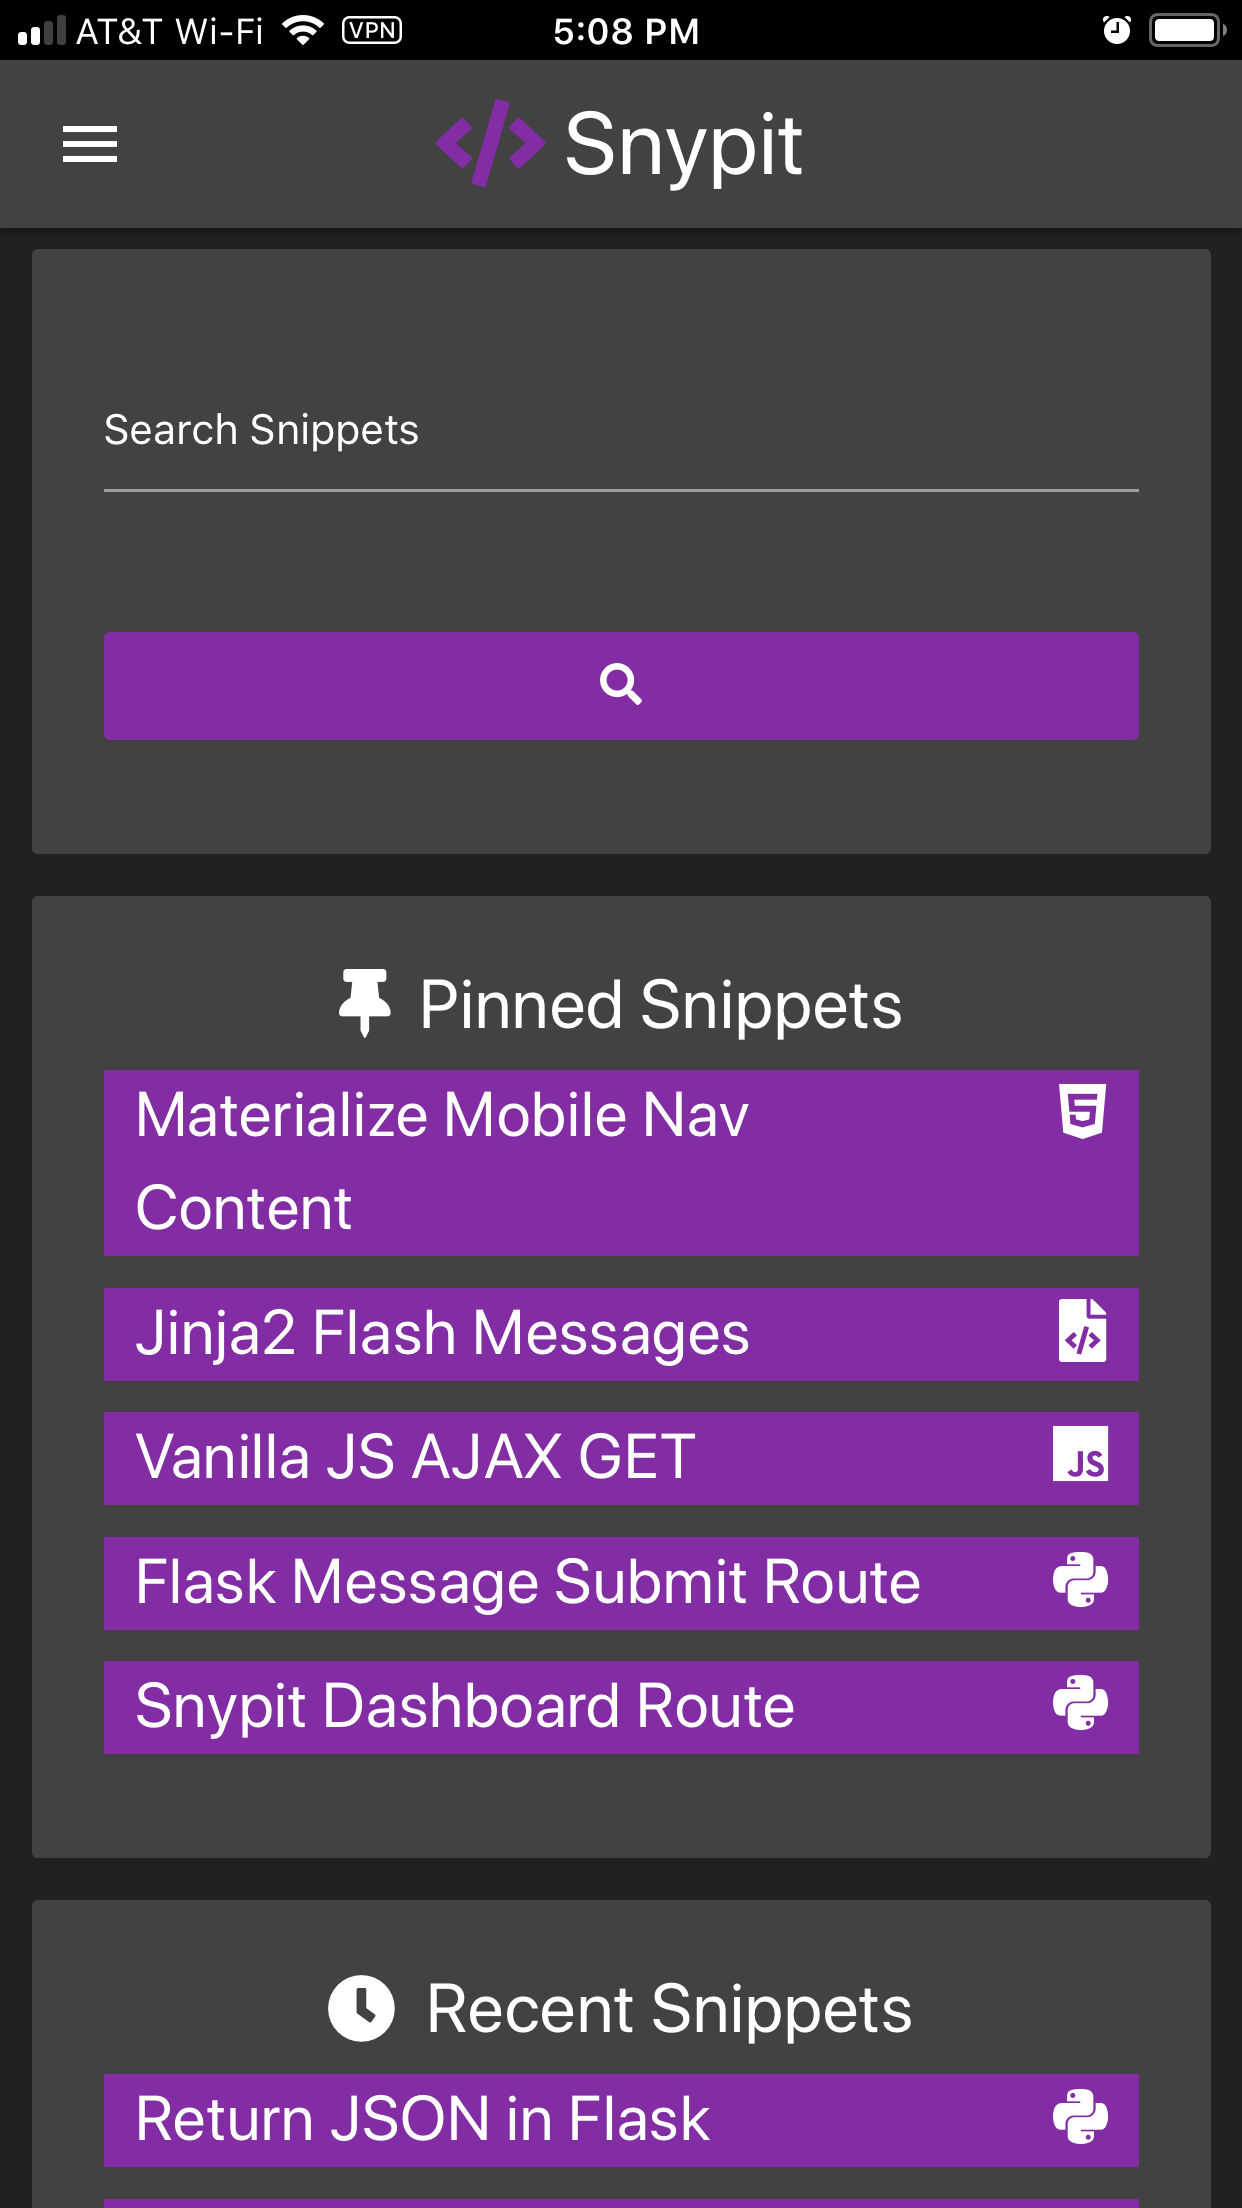 AT&T Wi-Fi VPN 5:08 PM
</> Snypit
Search Snippets
Pinned Snippets
Materialize Mobile Nav
Content
5
Jinja2 Flash Messages
</>
Vanilla JS AJAX GET
JS
Flask Message Submit Route
Snypit Dashboard Route
Recent Snippets
Return JSON in Flask